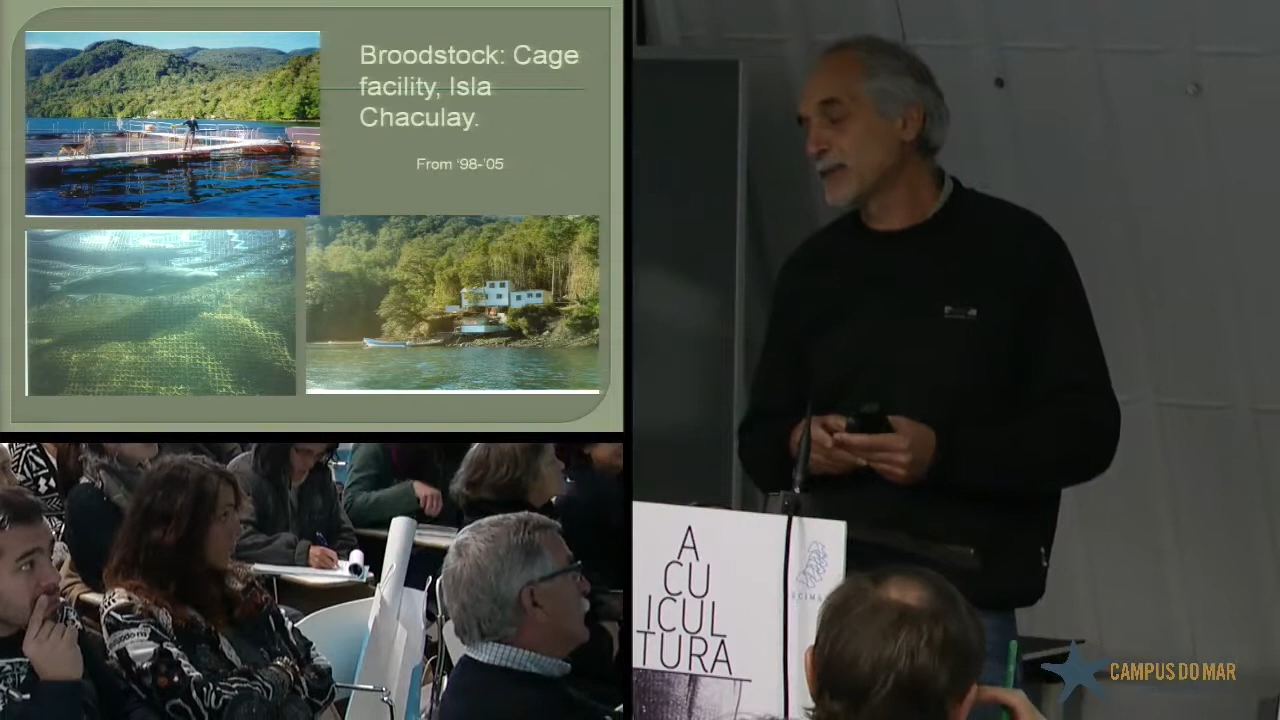 Broodstock: Cage
facility, Isla
Chaculay.
From '98-'05
A
CU
ICUL
TURA
CAMPUS DO MAR